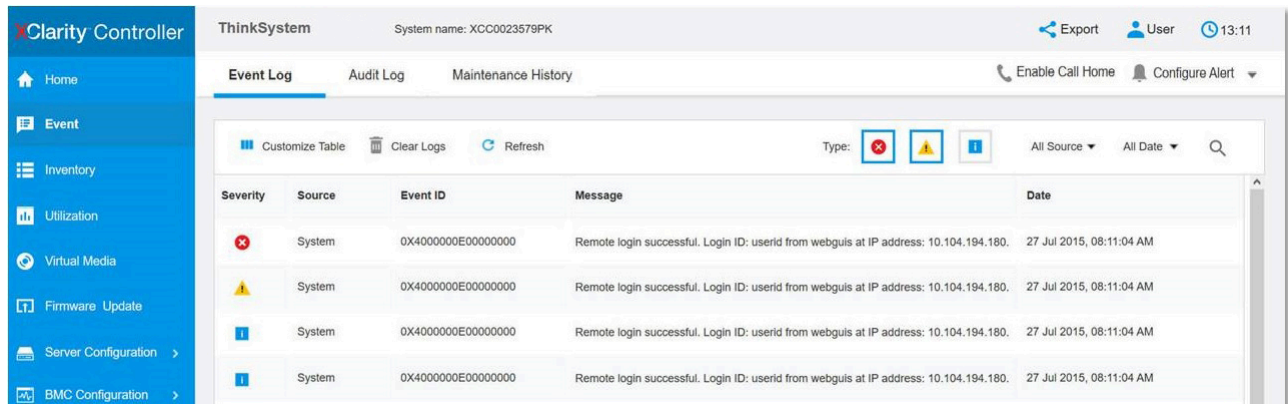 XClarity Controller
ThinkSystem System name: XCC0023579PK Export User 13:11
Home
Event Log Audit Log Maintenance History Enable Call Home Configure Alert
Event
Customize Table Clear Logs Refresh Type: All Source All Date
Inventory
Severity Source Event ID Message Date
Utilization
System 0X4000000E00000000 Remote login successful. Login ID: userid from webguis at IP address: 10.104.194.180. 27 Jul 2015, 08:11:04 AM
Virtual Media
System 0X4000000E00000000 Remote login successful. Login ID: userid from webguis at IP address: 10.104.194.180. 27 Jul 2015, 08:11:04 AM
Firmware Update
System 0X4000000E00000000 Remote login successful. Login ID: userid from webguis at IP address: 10.104.194.180. 27 Jul 2015, 08:11:04 AM
Server Configuration
System 0X4000000E00000000 Remote login successful. Login ID: userid from webguis at IP address: 10.104.194.180. 27 Jul 2015, 08:11:04 AM
BMC Configuration